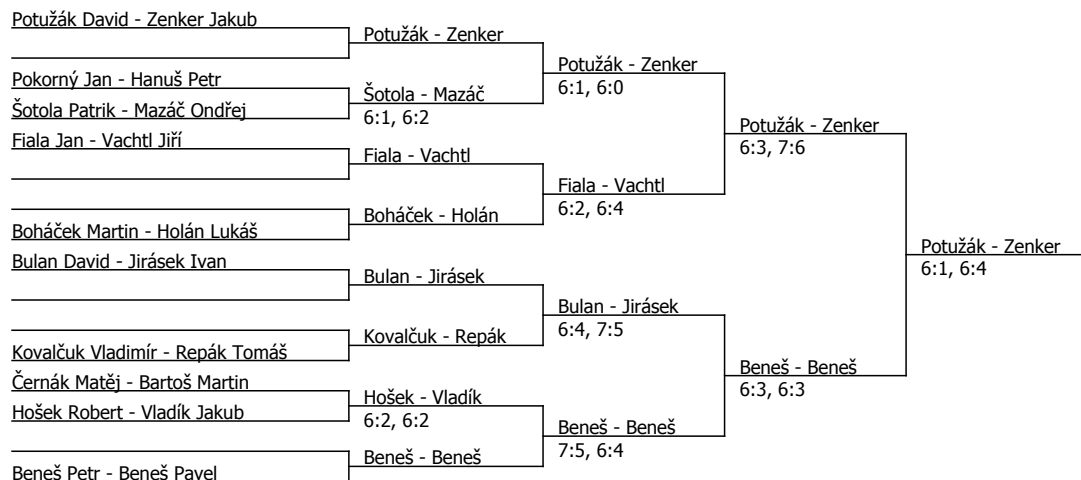 Potužák David - Zenker Jakub
Pokorný Jan - Hanuš Petr
Šotola Patrik - Mazáč Ondřej
Fiala Jan - Vachtl Jiří
Boháček Martin - Holán Lukáš
Bulan David - Jirásek Ivan
Kovalčuk Vladimír - Repák Tomáš
Černák Matěj - Bartoš Martin
Hošek Robert - Vladík Jakub
Beneš Petr - Beneš Pavel
Potužák - Zenker
Šotola - Mazáč
6:1, 6:2
Fiala - Vachtl
Boháček - Holán
Bulan - Jirásek
Kovalčuk - Repák
Hošek - Vladík
6:2, 6:2
Beneš - Beneš
Potužák - Zenker
6:1, 6:0
Fiala - Vachtl
6:2, 6:4
Bulan - Jirásek
6:4, 7:5
Beneš - Beneš
7:5, 6:4
Potužák - Zenker
6:3, 7:6
Beneš - Beneš
6:3, 6:3
Potužák - Zenker
6:1, 6:4